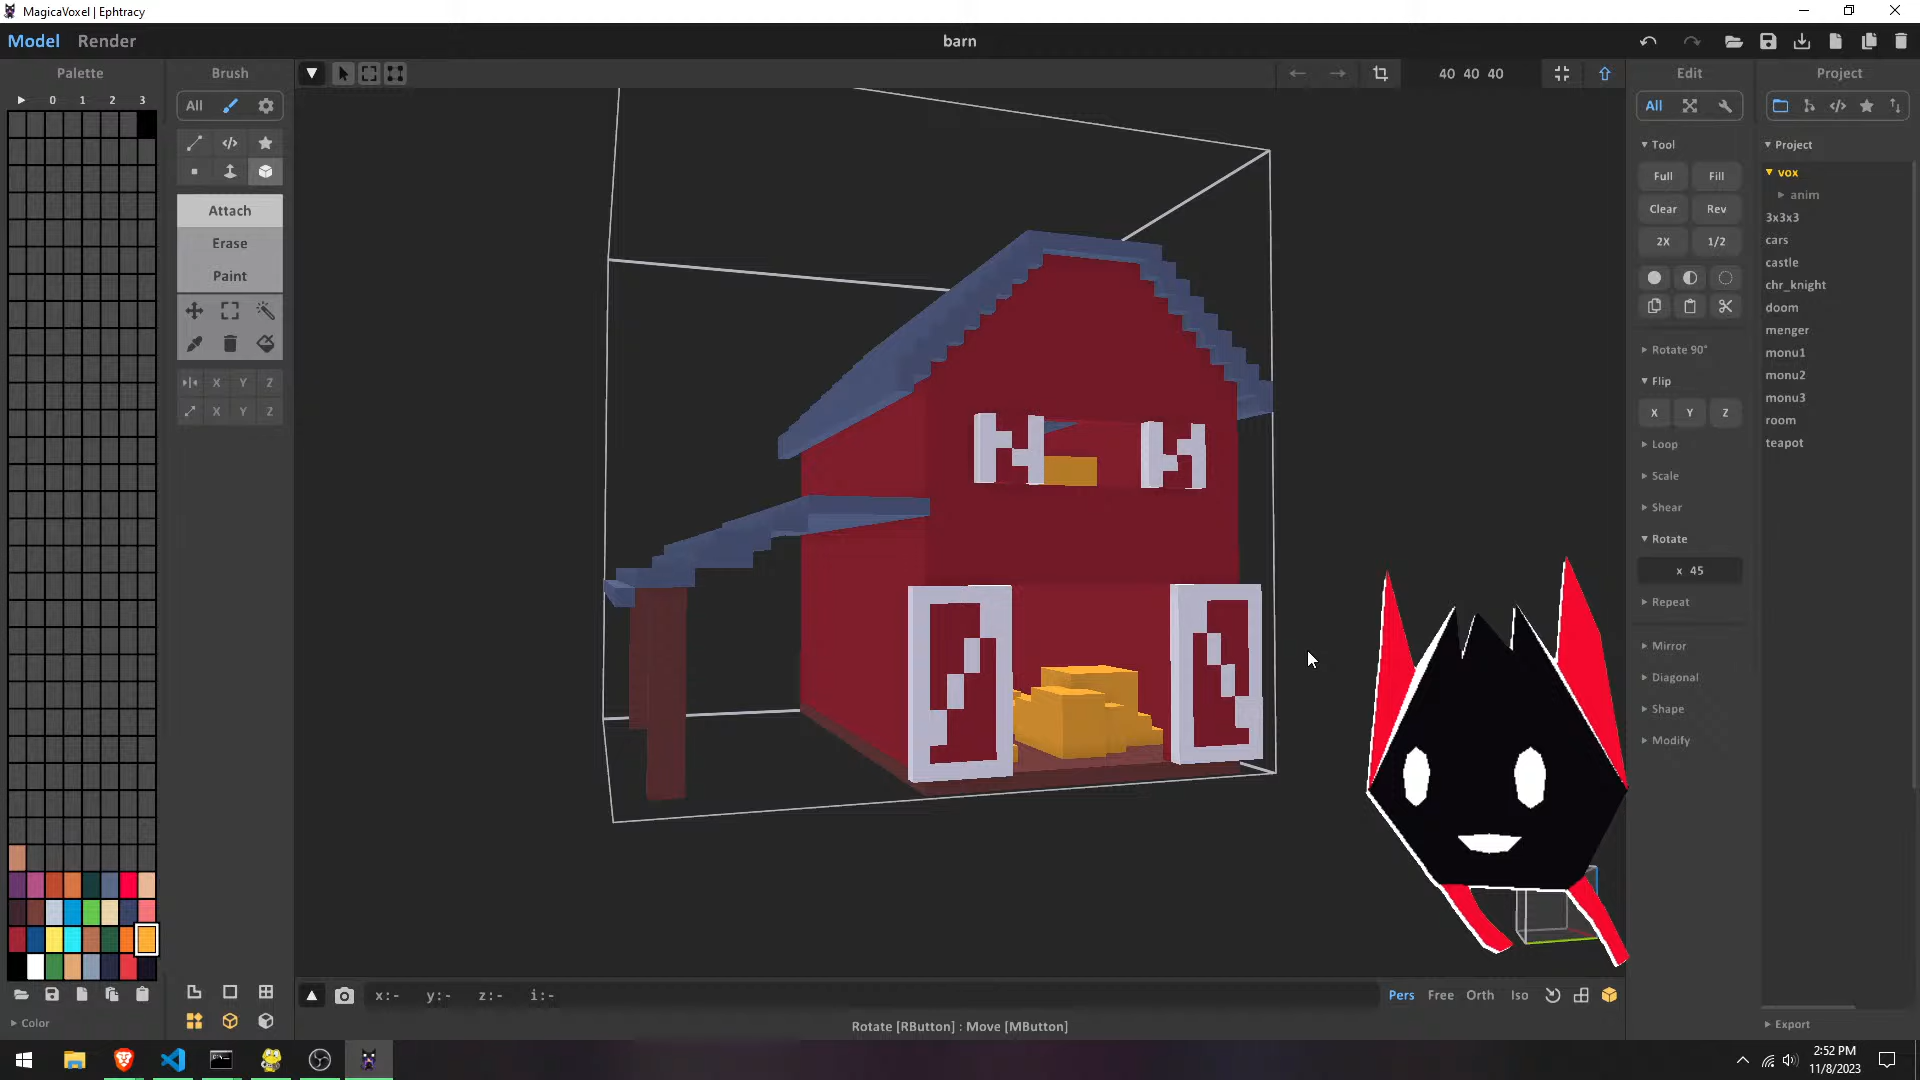 MagicaVoxel | Ephtracy
Model Render
barn
Palette
Brush
40 40 40
Edit
Project
0 1 2 3
All
All
Tool
Project
Full Fill
vox
anim
Clear Rev
3x3x3
Attach
2X 1/2
cars
Erase
castle
Paint
chr_knight
doom
menger
Rotate 90°
monu1
Flip
monu2
X Y Z
X Y Z
X Y Z
monu3
room
Loop
teapot
Scale
Shear
Rotate
x 45
Repeat
Mirror
Diagonal
Shape
Modify
x:- y:- z:- i:-
Pers Free Orth Iso
Color
Rotate [RButton] : Move [MButton]
Export
2:52 PM
11/8/2023